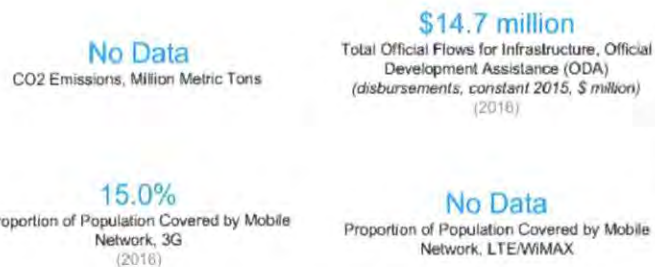 No Data
CO2 Emissions, Million Metric Tons
$14.7 million
Total Official Flows for Infrastructure, Official
Development Assistance (ODA)
(disbursements, constant 2015, $ million)
(2016)
15.0%
roportion of Population Covered by Mobile
Network, 3G
(2016)
No Data
Proportion of Population Covered by Mobile
Network, LTE/WiMAX